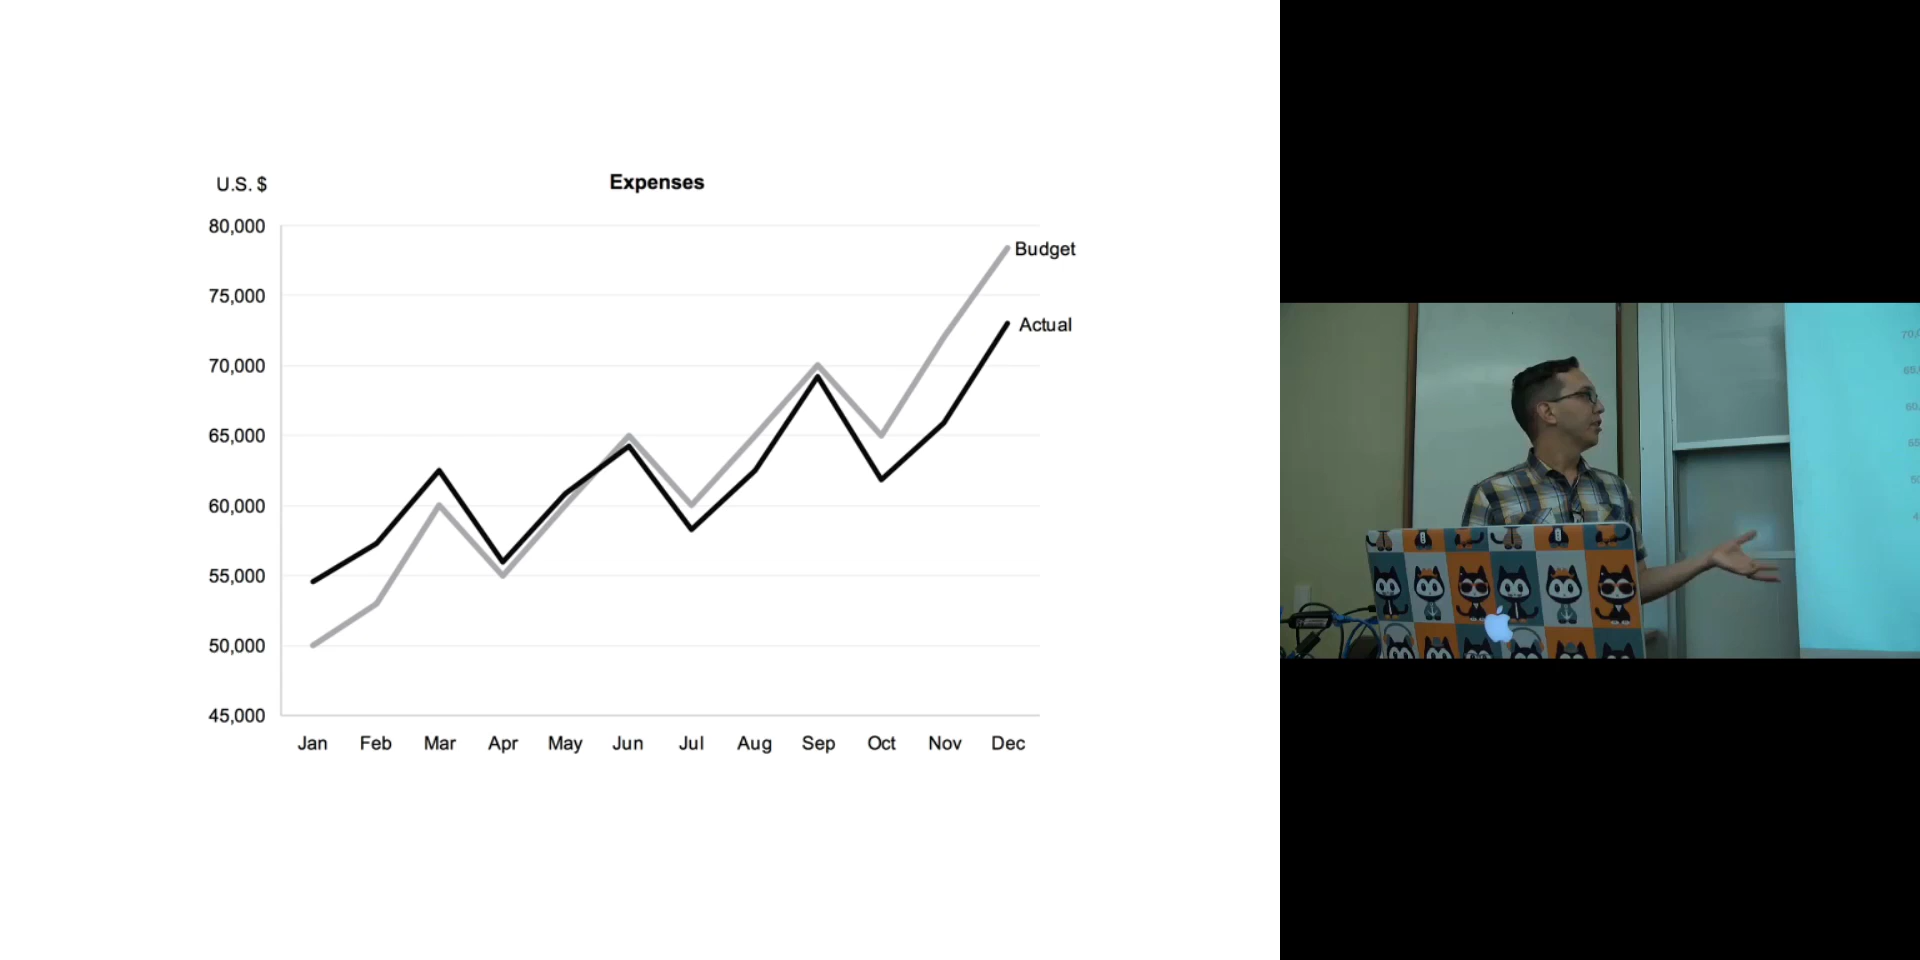 U.S. $
Expenses
80,000
75,000
70,000
65,000
60,000
55,000
50,000
45,000
Budget
Actual
Jan Feb Mar Apr May Jun Jul Aug Sep Oct Nov Dec